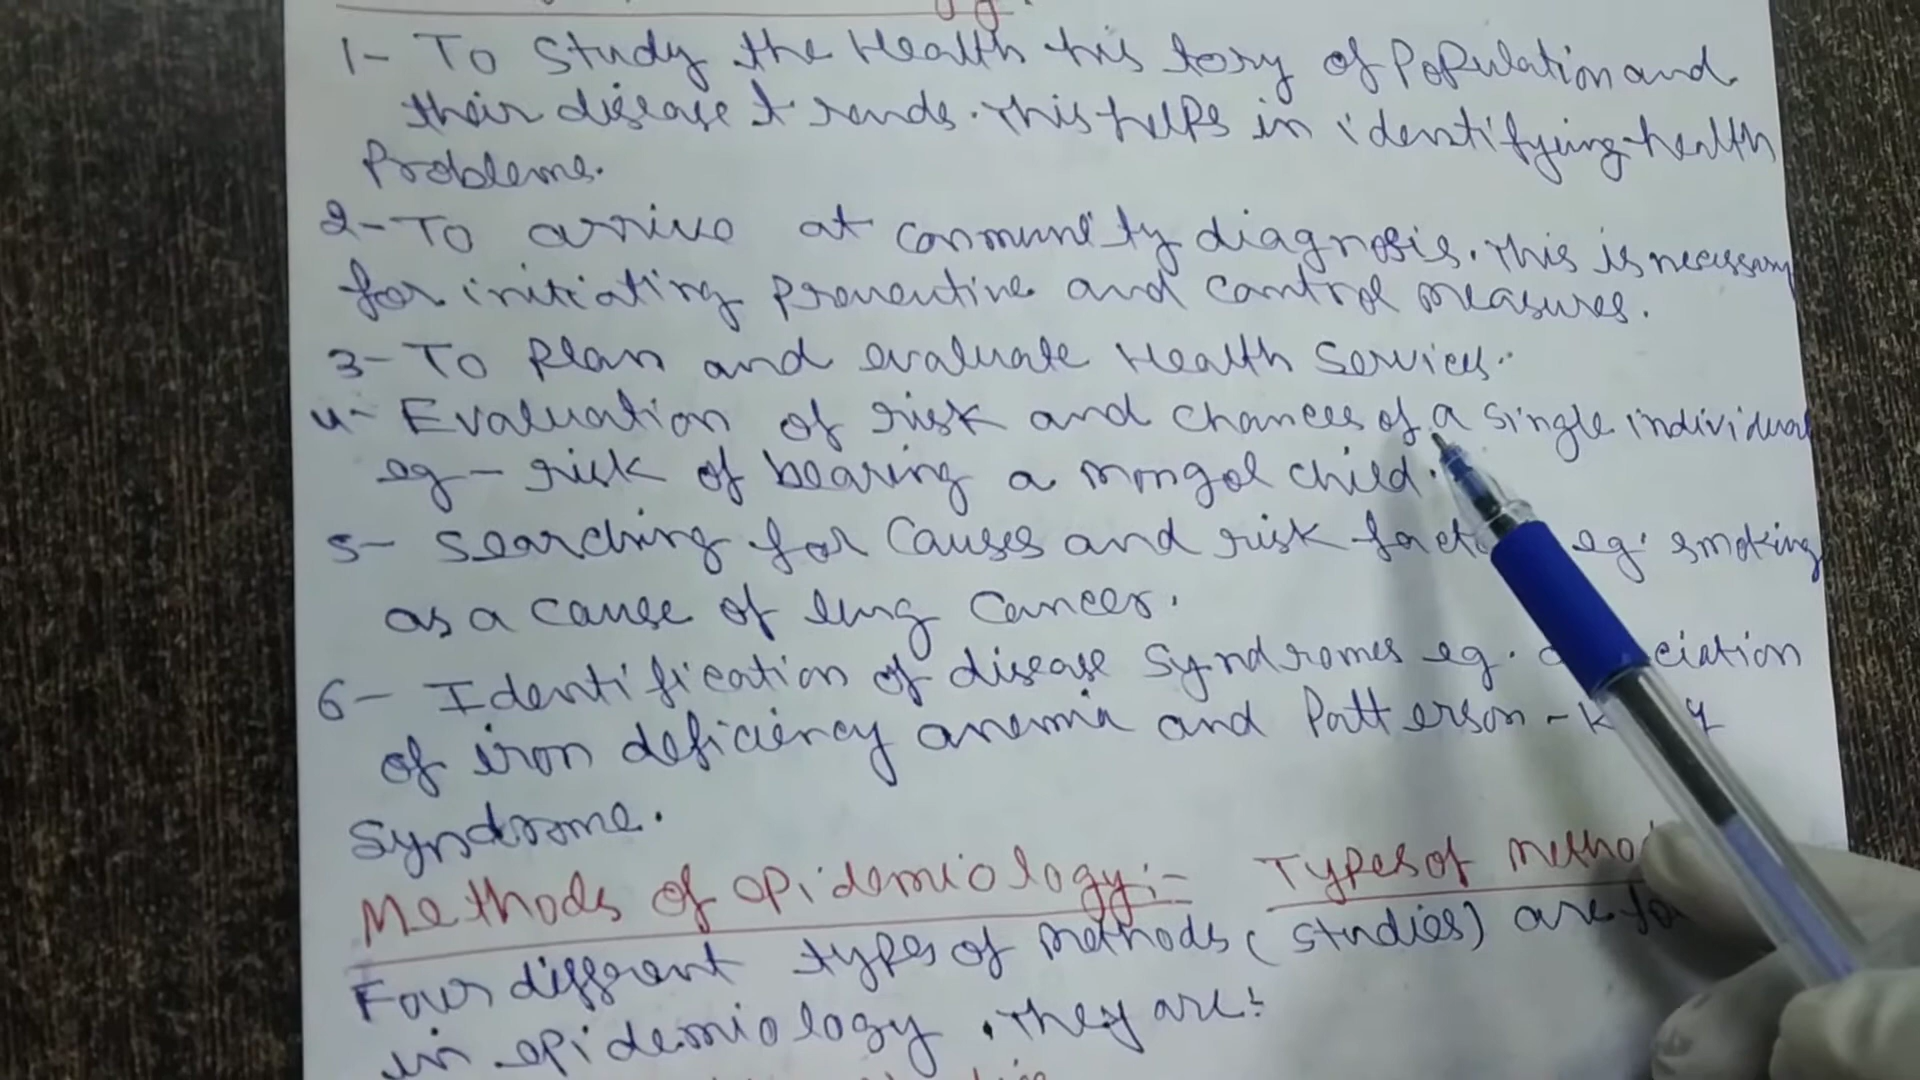 1- To Study the Health his tory of Population and
their disease trends. This helps in identifying health
Problems.
2- To arrive at Community diagnosis. This is necessary
for initiating Preventive and Control measures.
3- To Plan and evaluate Health Services.
4- Evaluation of risk and Chances of a Single individual
eg - risk of bearing a mongol child.
5- Searching for Causes and risk eg. smoking
as a cause of lung Cancer.
6- Identification of disease Syndromes eg.
of iron deficiency anemia and Patterson -
Syndrome.
Methods of epidemiology:- Types of
Four different types of Methods (studies) are
in epidemiology. They are: